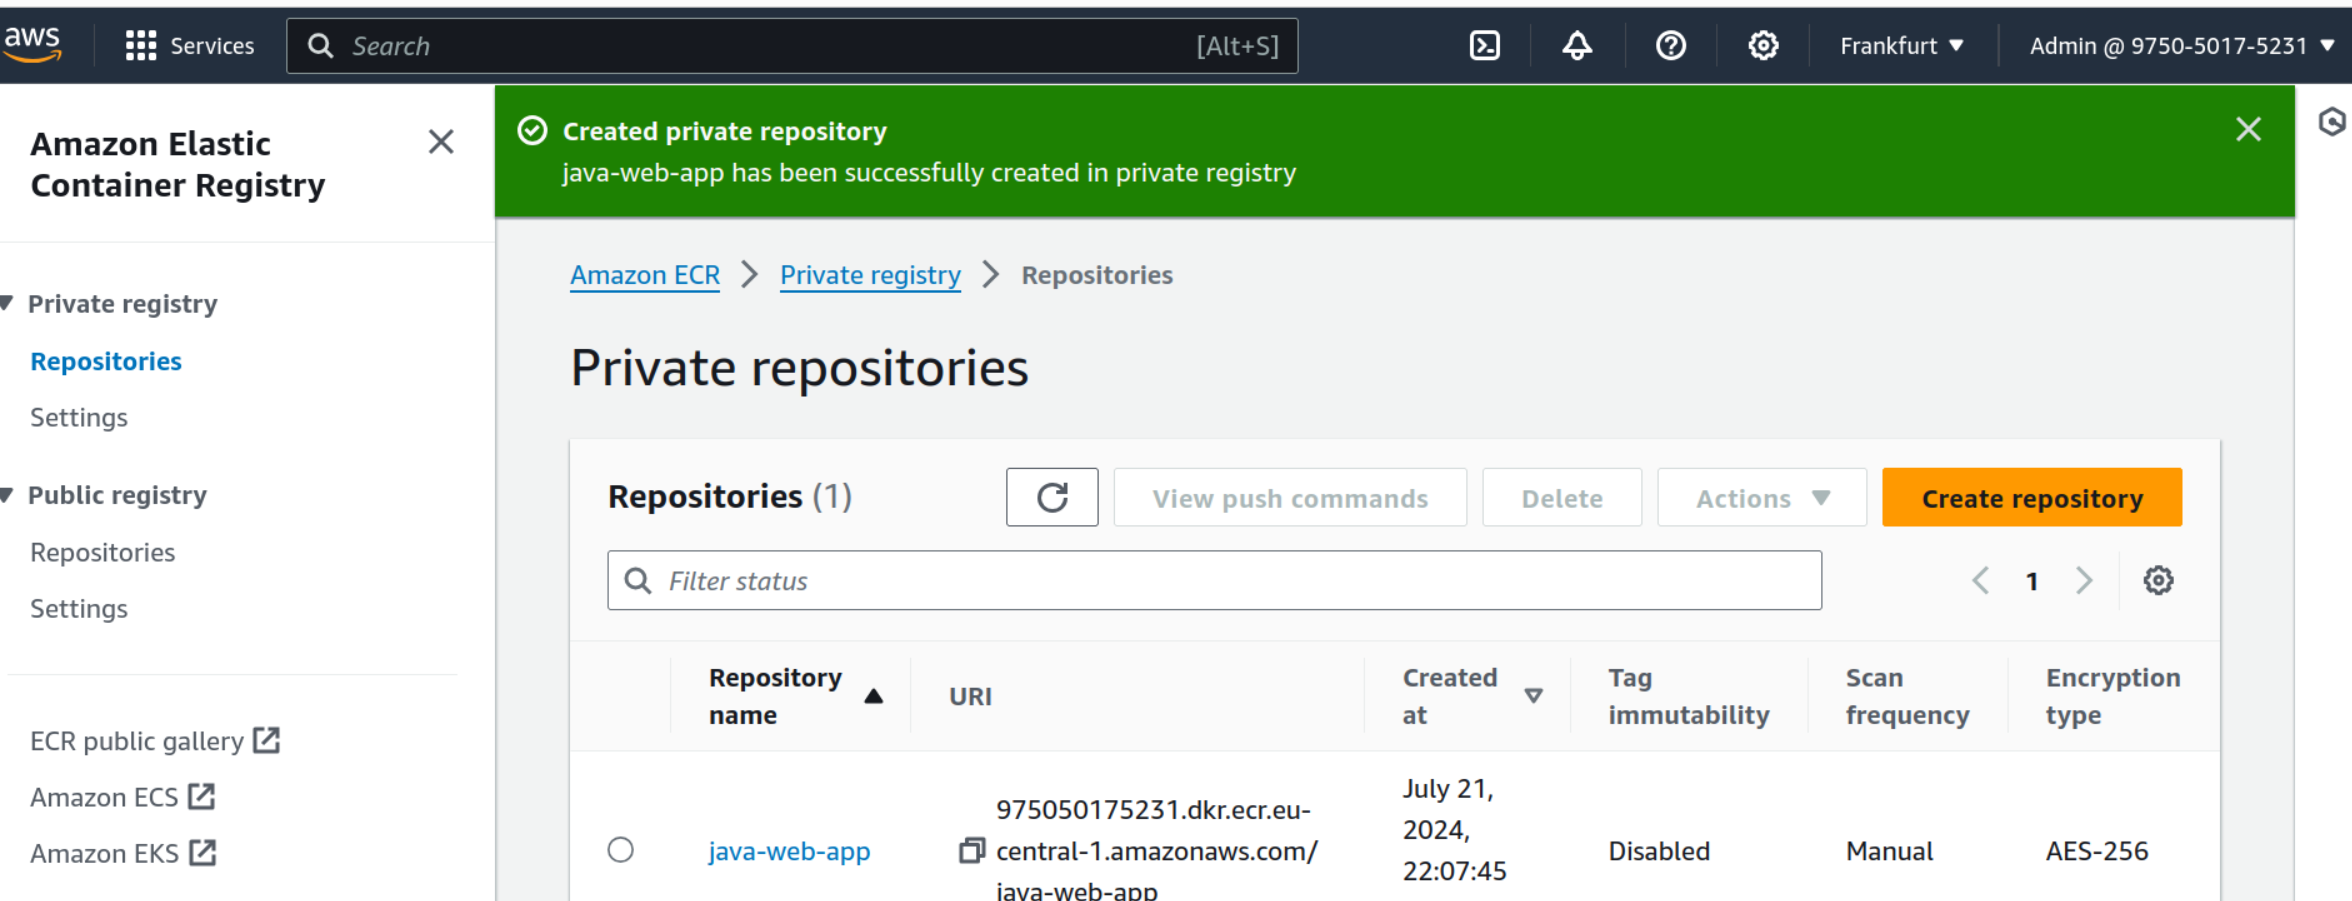 aws
Services
Search
[Alt+S]
Frankfurt
Admin @ 9750-5017-5231
Amazon Elastic
Container Registry
Private registry
Repositories
Settings
Public registry
Repositories
Settings
ECR public gallery
Amazon ECS
Amazon EKS
Created private repository
java-web-app has been successfully created in private registry
Amazon ECR
Private registry
Repositories
Private repositories
Repositories (1)
View push commands
Delete
Actions
Create repository
Filter status
1
Repository
name
URI
Created
at
Tag
immutability
Scan
frequency
Encryption
type
java-web-app
975050175231.dkr.ecr.eu-
central-1.amazonaws.com/
java-web-app
July 21,
2024,
22:07:45
Disabled
Manual
AES-256